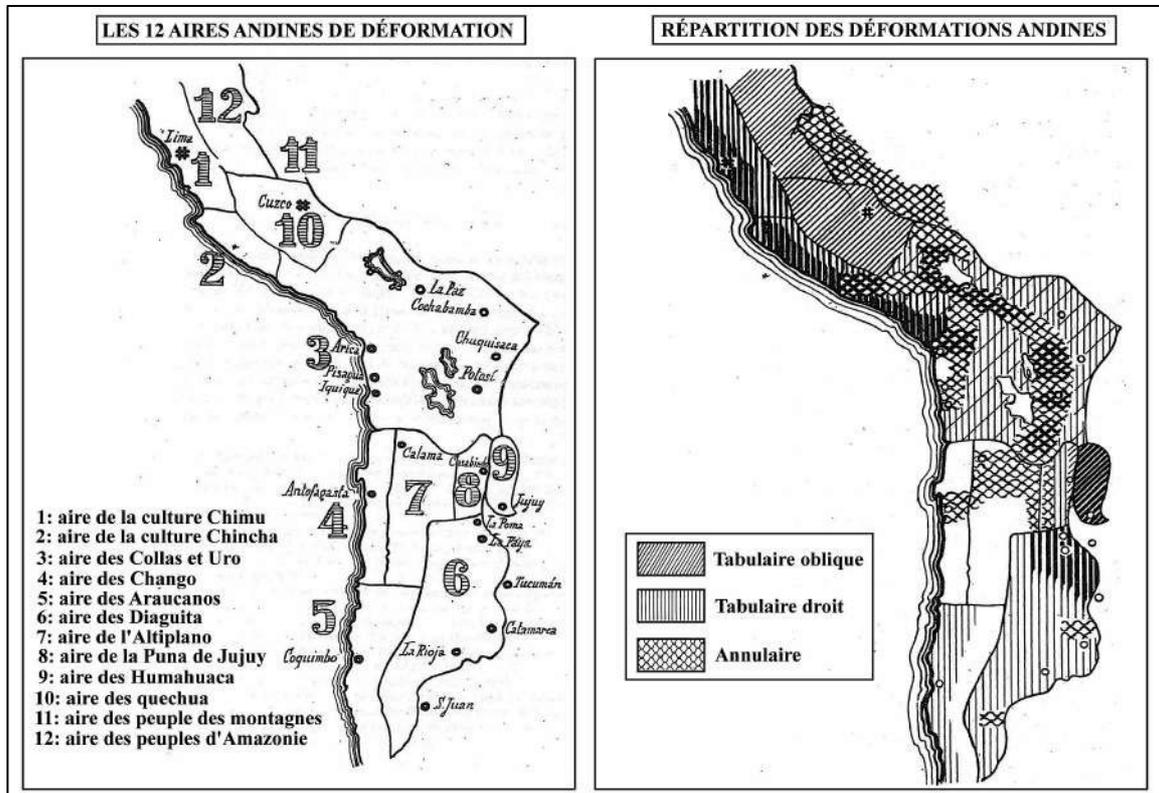 LES 12 AIRES ANDINES DE DÉFORMATION
12
Lima
1
11
Cuzco
10
2
La Paz
Cochabamba
Chuquisaca
3
Arica
Pisagua
Iquique
Potosí
Calama
9
7
8
Jujuy
Antofagasta
4
La Poma
La Paya
6
Tucumán
5
Catamarca
La Rioja
Coquimbo
S. Juan
1: aire de la culture Chimu
2: aire de la culture Chincha
3: aire des Collas et Uro
4: aire des Chango
5: aire des Araucanos
6: aire des Diaguita
7: aire de l'Altiplano
8: aire de la Puna de Jujuy
9: aire des Humahuaca
10: aire des quechua
11: aire des peuple des montagnes
12: aire des peuples d'Amazonie
RÉPARTITION DES DÉFORMATIONS ANDINES
Tabulaire oblique
Tabulaire droit
Annulaire